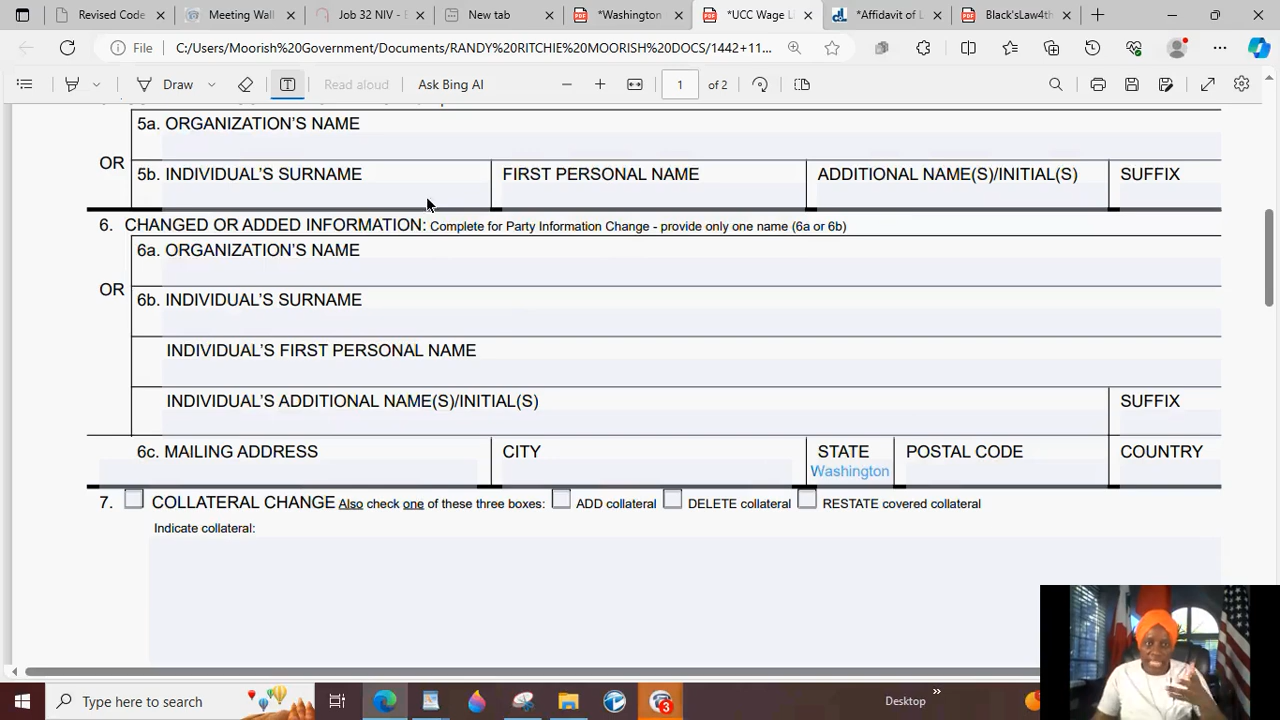 Revised Code
Meeting Wall
Job 32 NIV - E
New tab
*Washington
*UCC Wage L
*Affidavit of L
Black'sLaw4th
File
C:/Users/Moorish%20Government/Documents/RANDY%20RITCHIE%20MOORISH%20DOCS/1442+11...
Draw
Read aloud
Ask Bing AI
1
of 2
5a. ORGANIZATION'S NAME
OR
5b. INDIVIDUAL'S SURNAME
FIRST PERSONAL NAME
ADDITIONAL NAME(S)/INITIAL(S)
SUFFIX
6. CHANGED OR ADDED INFORMATION: Complete for Party Information Change - provide only one name (6a or 6b)
6a. ORGANIZATION'S NAME
OR
6b. INDIVIDUAL'S SURNAME
INDIVIDUAL'S FIRST PERSONAL NAME
INDIVIDUAL'S ADDITIONAL NAME(S)/INITIAL(S)
SUFFIX
6c. MAILING ADDRESS
CITY
STATE
Washington
POSTAL CODE
COUNTRY
7. COLLATERAL CHANGE Also check one of these three boxes: ADD collateral DELETE collateral RESTATE covered collateral
Indicate collateral:
Type here to search
3
Desktop